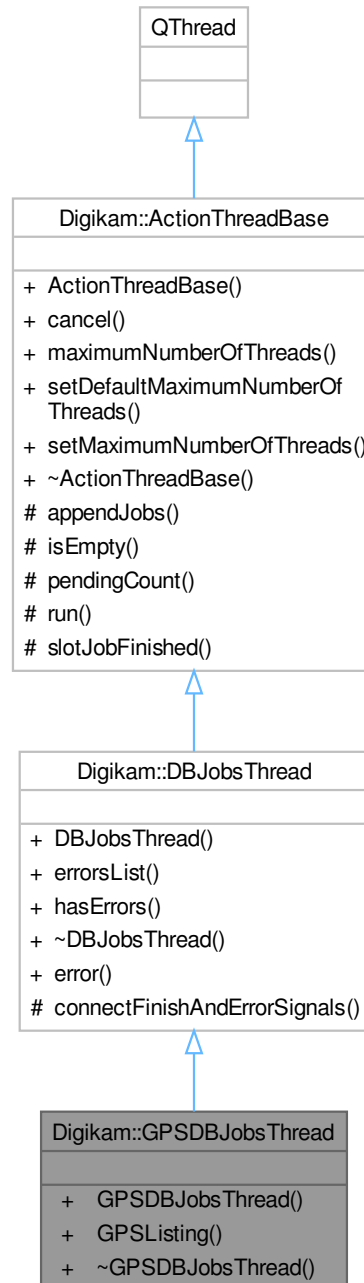 QThread
Digikam::ActionThreadBase
+ ActionThreadBase()
+ cancel()
+ maximumNumberOfThreads()
+ setDefaultMaximumNumberOf
Threads()
+ setMaximumNumberOfThreads()
+ ~ActionThreadBase()
# appendJobs()
# isEmpty()
# pendingCount()
# run()
# slotJobFinished()
Digikam::DBJobsThread
+ DBJobsThread()
+ errorsList()
+ hasErrors()
+ ~DBJobsThread()
+ error()
# connectFinishAndErrorSignals()
Digikam::GPSDBJobsThread
+ GPSDBJobsThread()
+ GPSListing()
+ ~GPSDBJobsThread()